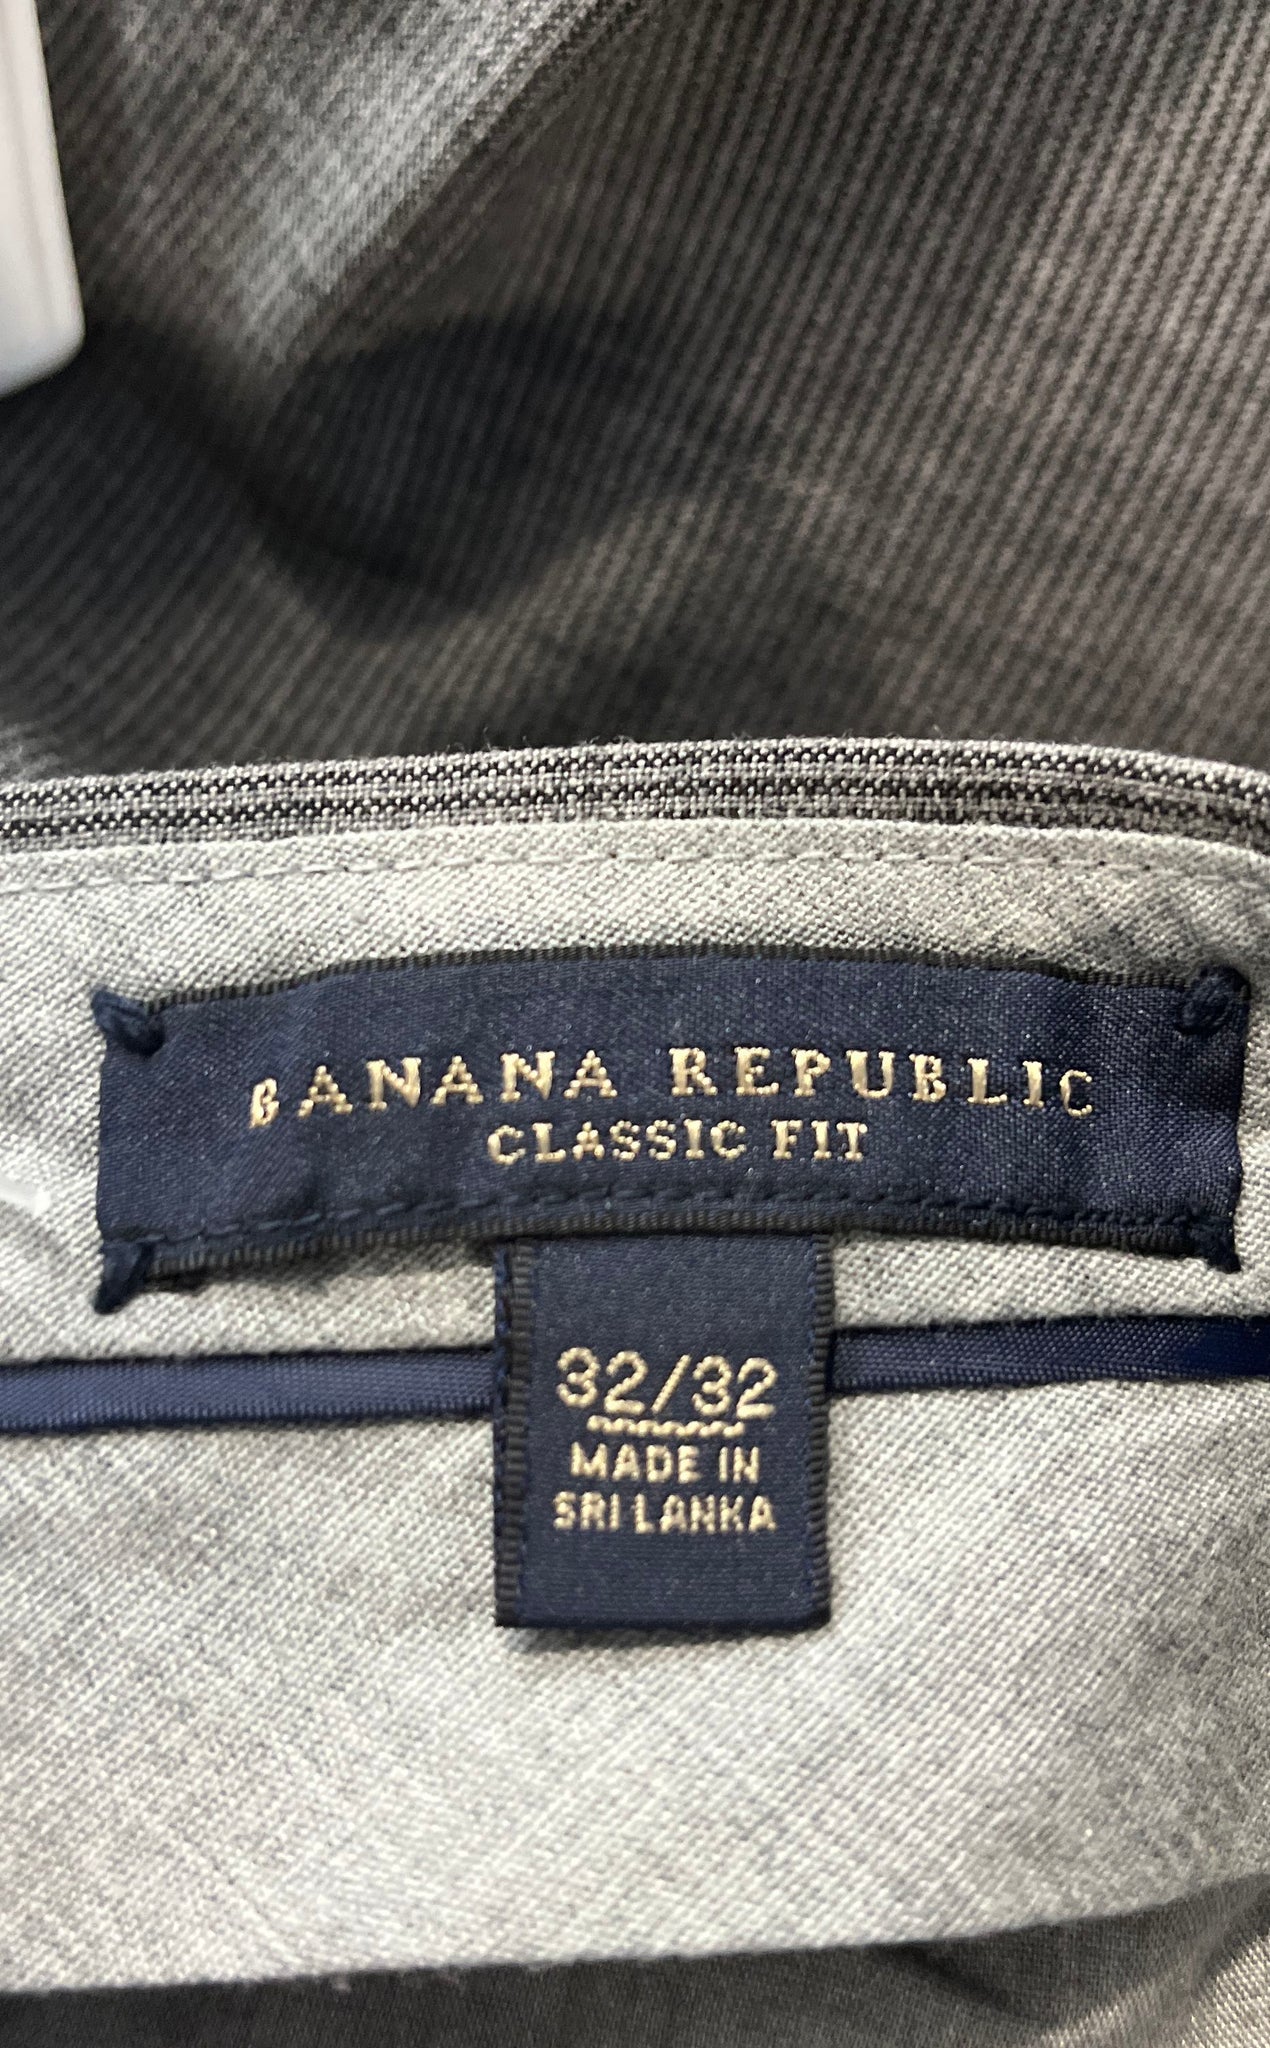 BANANA REPUBLIC
CLASSIC FIT
32/32
MADE IN
SRI LANKA